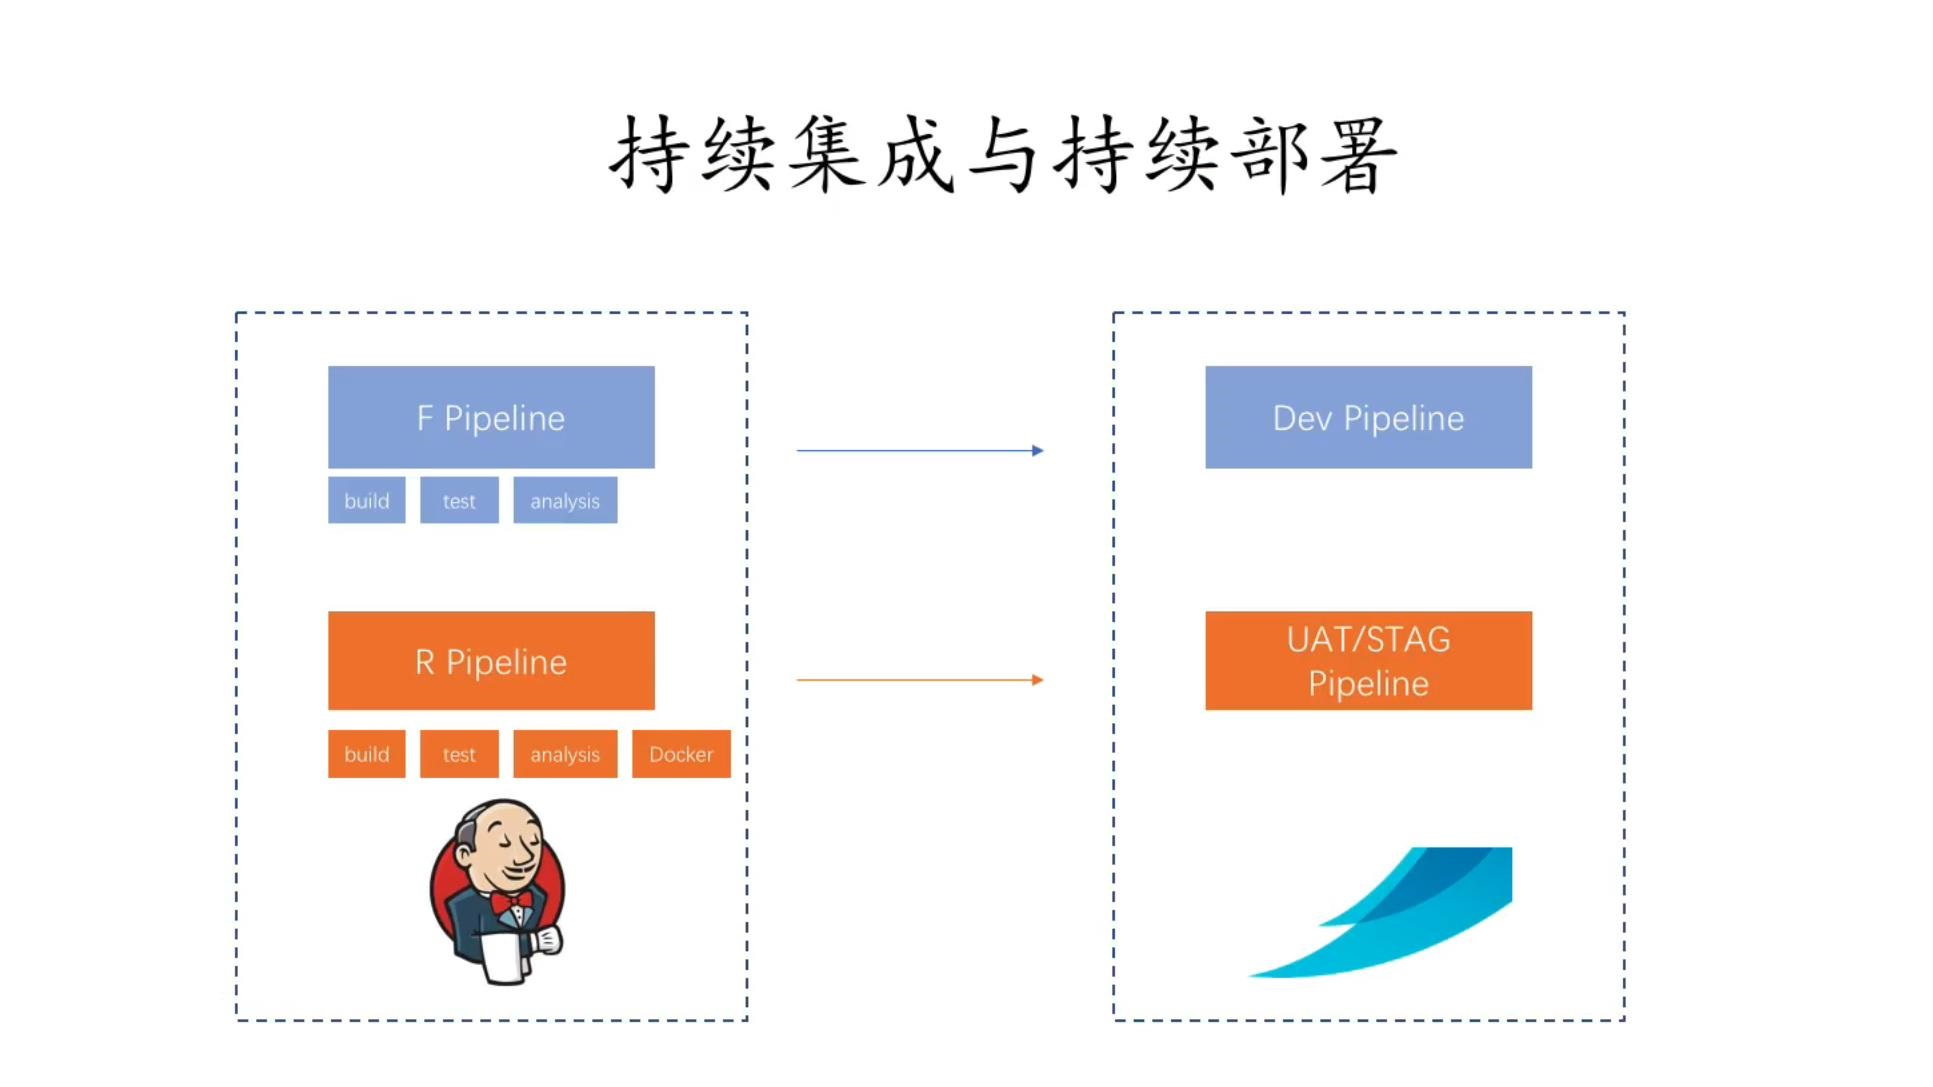 持续集成与持续部署
F Pipeline
build test analysis
R Pipeline
build test analysis Docker
Dev Pipeline
UAT/STAG
Pipeline